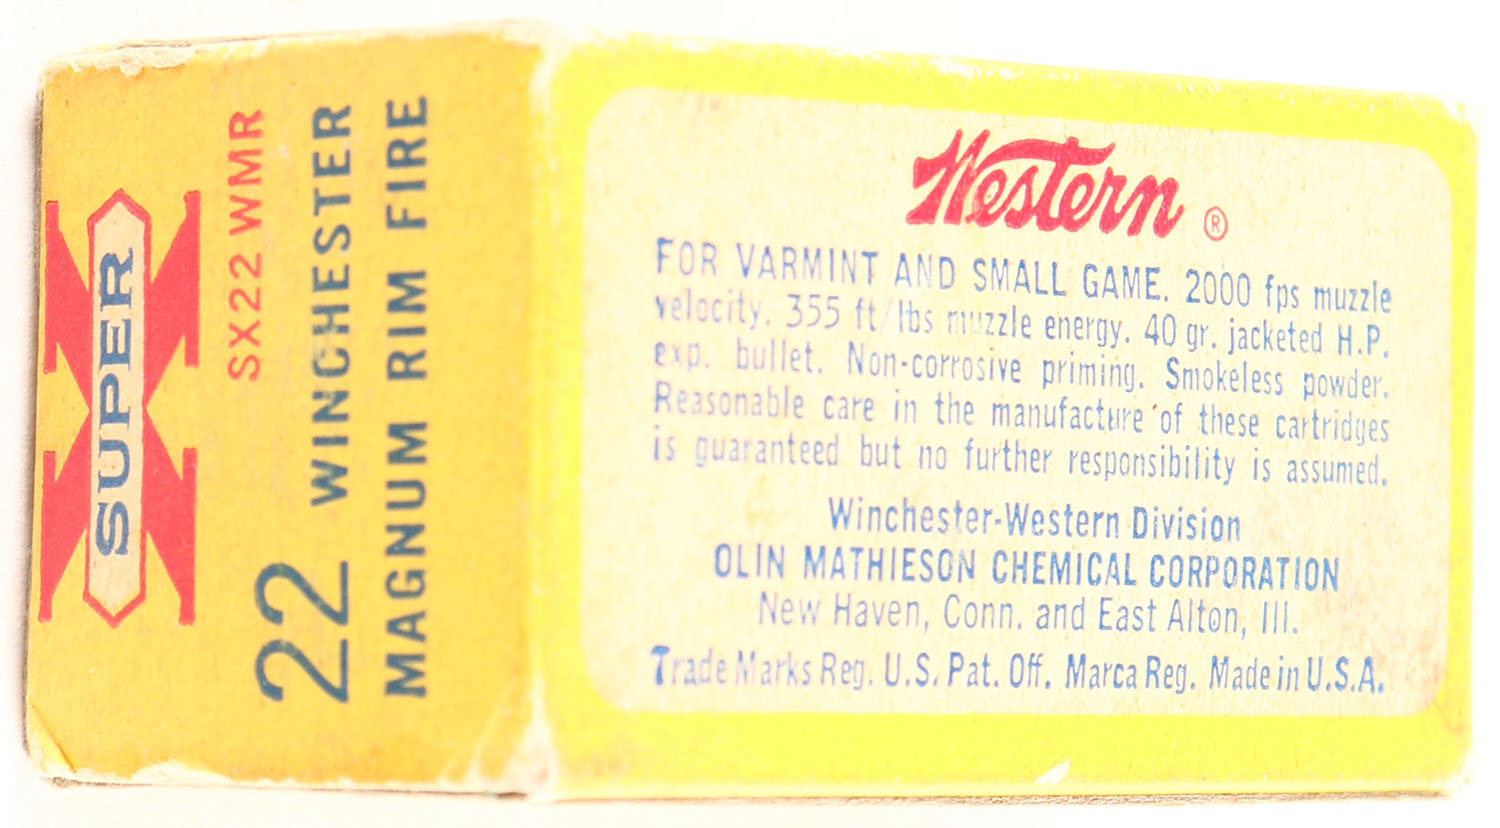 SUPER X
SX22 WMR
22 WINCHESTER
MAGNUM RIM FIRE
Western ®
FOR VARMINT AND SMALL GAME. 2000 fps muzzle
velocity. 355 ft/lbs muzzle energy. 40 gr. jacketed H.P.
exp. bullet. Non-corrosive priming. Smokeless powder.
Reasonable care in the manufacture of these cartridges
is guaranteed but no further responsibility is assumed.
Winchester-Western Division
OLIN MATHIESON CHEMICAL CORPORATION
New Haven, Conn. and East Alton, Ill.
Trade Marks Reg. U.S. Pat. Off. Marca Reg. Made in U.S.A.